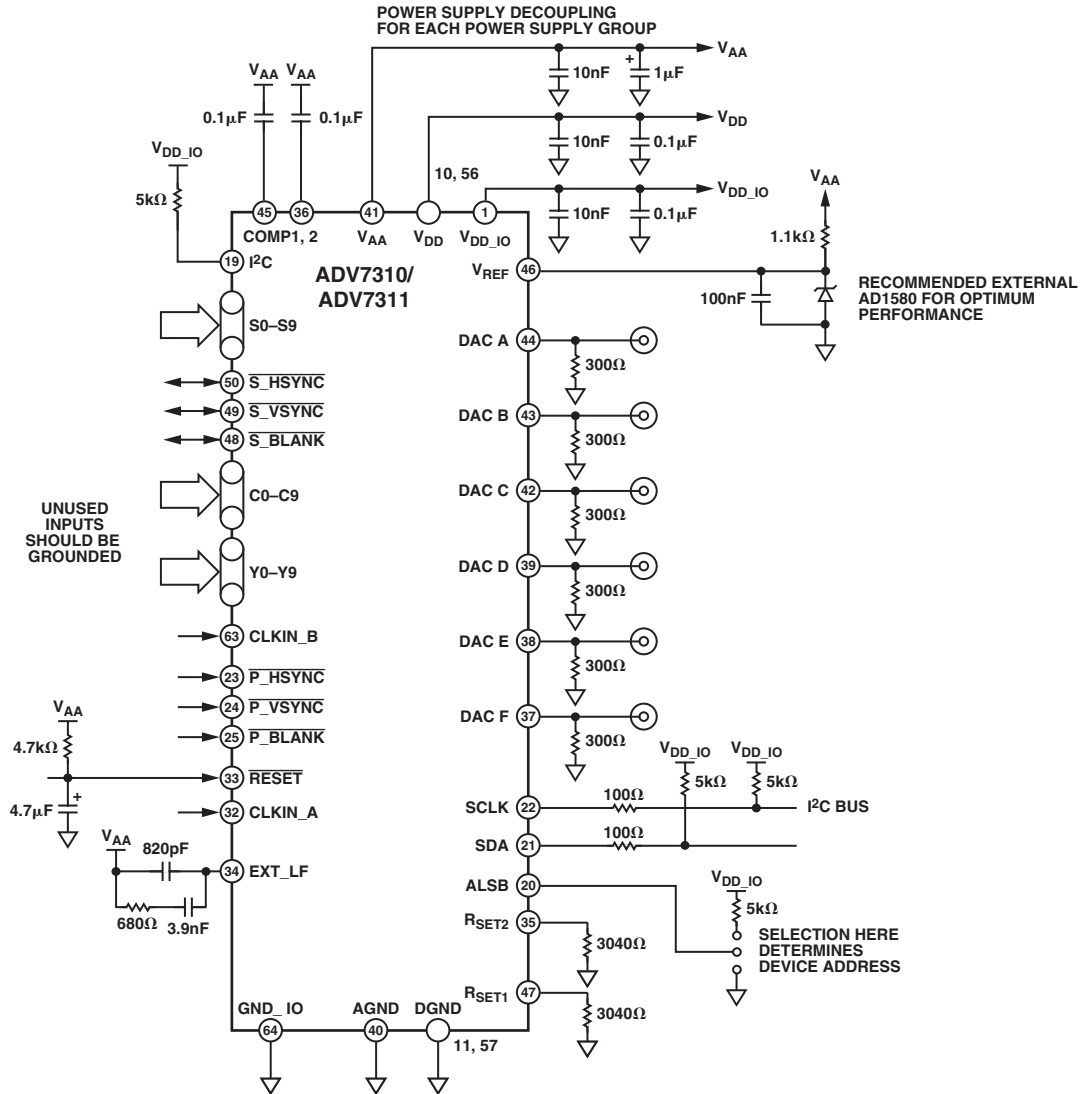 POWER SUPPLY DECOUPLING
FOR EACH POWER SUPPLY GROUP
VAA
10nF
+
1µF
VAA
VAA
0.1µF
0.1µF
VDD
10nF
0.1µF
VDD_IO
5kΩ
10, 56
VDD_IO
10nF
0.1µF
VAA
1.1kΩ
45
36
41
1
COMP1, 2
VAA
VDD
VDD_IO
19
I²C
ADV7310/
ADV7311
VREF
46
100nF
RECOMMENDED EXTERNAL
AD1580 FOR OPTIMUM
PERFORMANCE
S0–S9
DAC A
44
300Ω
50
S_HSYNC
49
S_VSYNC
48
S_BLANK
DAC B
43
300Ω
UNUSED
INPUTS
SHOULD BE
GROUNDED
C0–C9
DAC C
42
300Ω
Y0–Y9
DAC D
39
300Ω
63
CLKIN_B
DAC E
38
300Ω
23
P_HSYNC
24
P_VSYNC
25
P_BLANK
DAC F
37
300Ω
VAA
4.7kΩ
33
RESET
4.7µF
+
32
CLKIN_A
VDD_IO
VDD_IO
5kΩ
5kΩ
SCLK
22
100Ω
I²C BUS
SDA
21
100Ω
VAA
820pF
34
EXT_LF
680Ω
3.9nF
ALSB
20
VDD_IO
5kΩ
SELECTION HERE
DETERMINES
DEVICE ADDRESS
RSET2
35
3040Ω
RSET1
47
3040Ω
GND_IO
AGND
DGND
64
40
11, 57